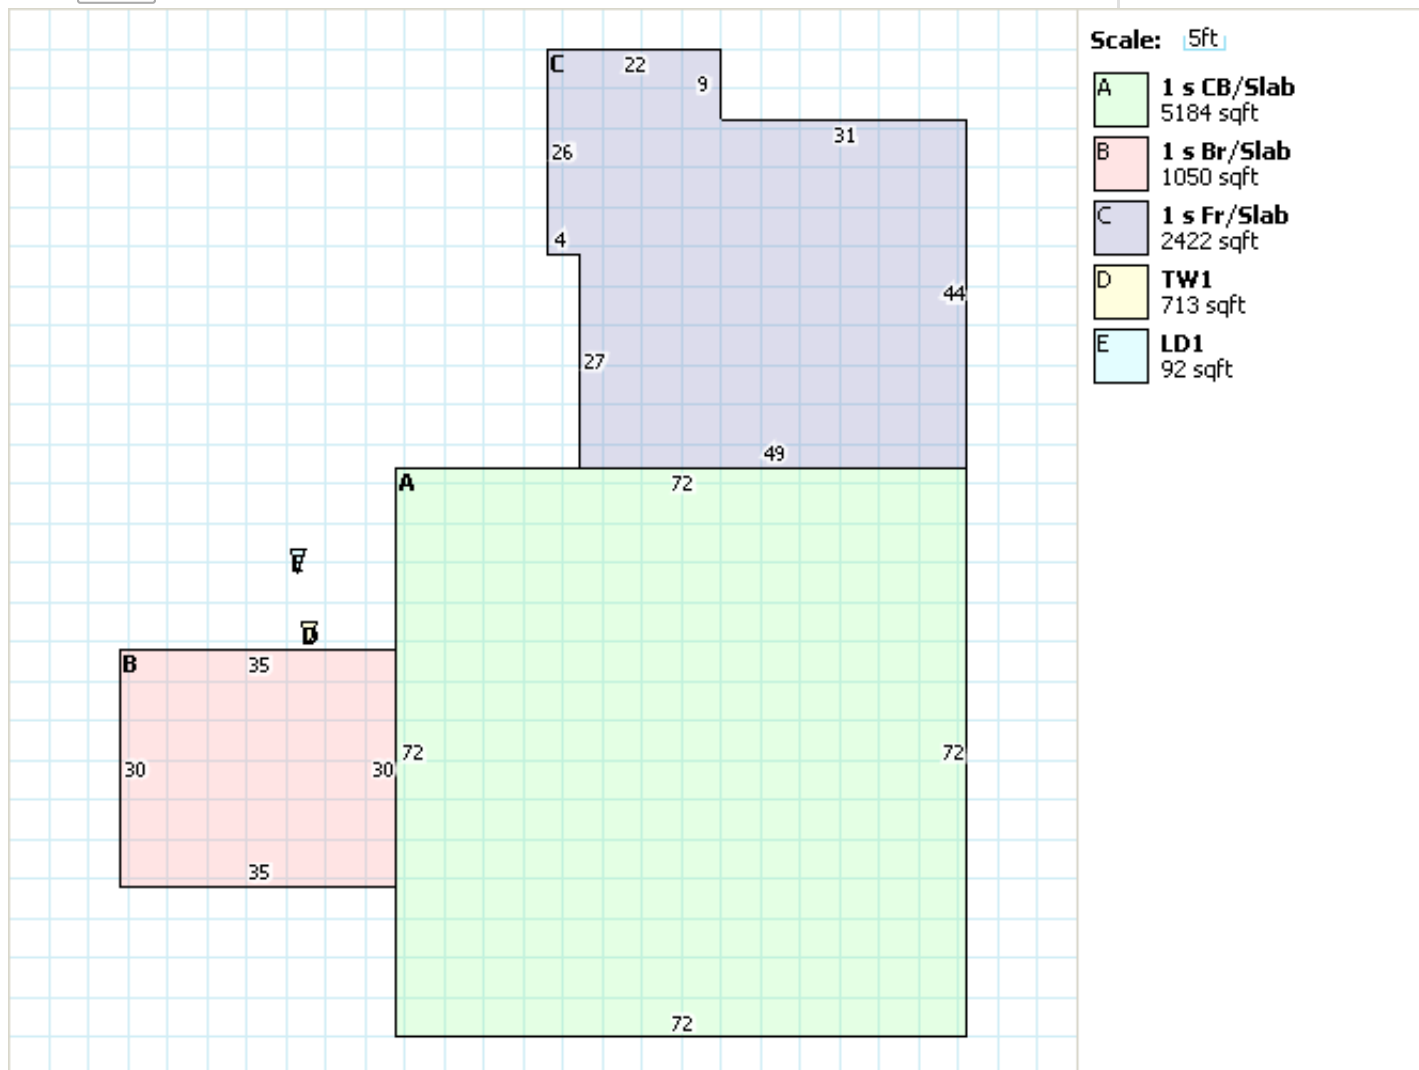 Scale: 5ft
A 1 s CB/Slab
5184 sqft
B 1 s Br/Slab
1050 sqft
C 1 s Fr/Slab
2422 sqft
D TW1
713 sqft
E LD1
92 sqft
C 22
9
31
26
4
44
27
49
A 72
E
D
B 35
72 72
30 30
35
72